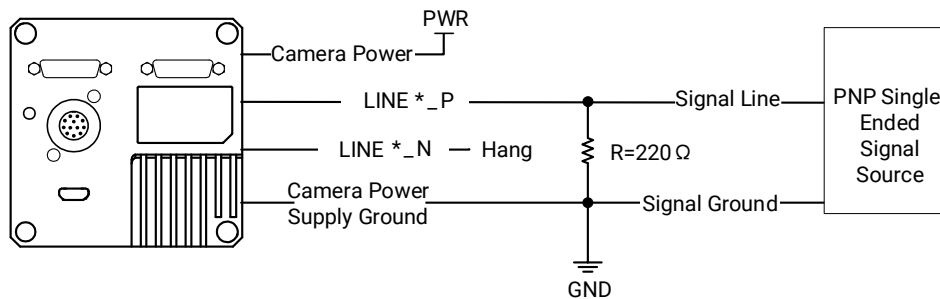 PWR
Camera Power
LINE *_P
Signal Line
PNP Single
Ended
Signal
Source
LINE *_N
Hang
R=220 Ω
Camera Power
Supply Ground
Signal Ground
GND